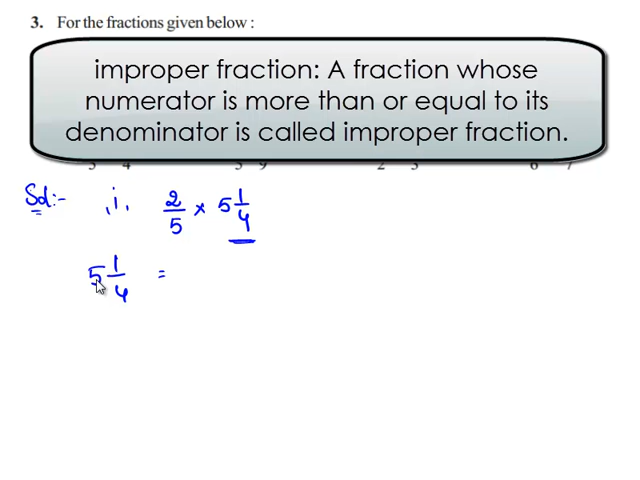 3. For the fractions given below :
improper fraction: A fraction whose
numerator is more than or equal to its
denominator is called improper fraction.
Sol:- i, 2/5 × 5 1/4
5 1/4 =